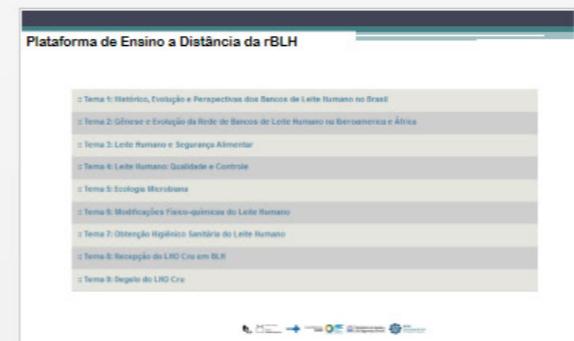 Plataforma de Ensino a Distância da rBLH
:: Tema 1: Histórico, Evolução e Perspectivas dos Bancos de Leite Humano no Brasil
:: Tema 2: Gênese e Evolução da Rede de Bancos de Leite Humano na Iberoamerica e África
:: Tema 3: Leite Humano e Segurança Alimentar
:: Tema 4: Leite Humano: Qualidade e Controle
:: Tema 5: Ecologia Microbiana
:: Tema 6: Modificações Físico-químicas do Leite Humano
:: Tema 7: Obtenção Higiênico Sanitária do Leite Humano
:: Tema 8: Recepção do LHO Cru em BLH
:: Tema 9: Degelo do LHO Cru